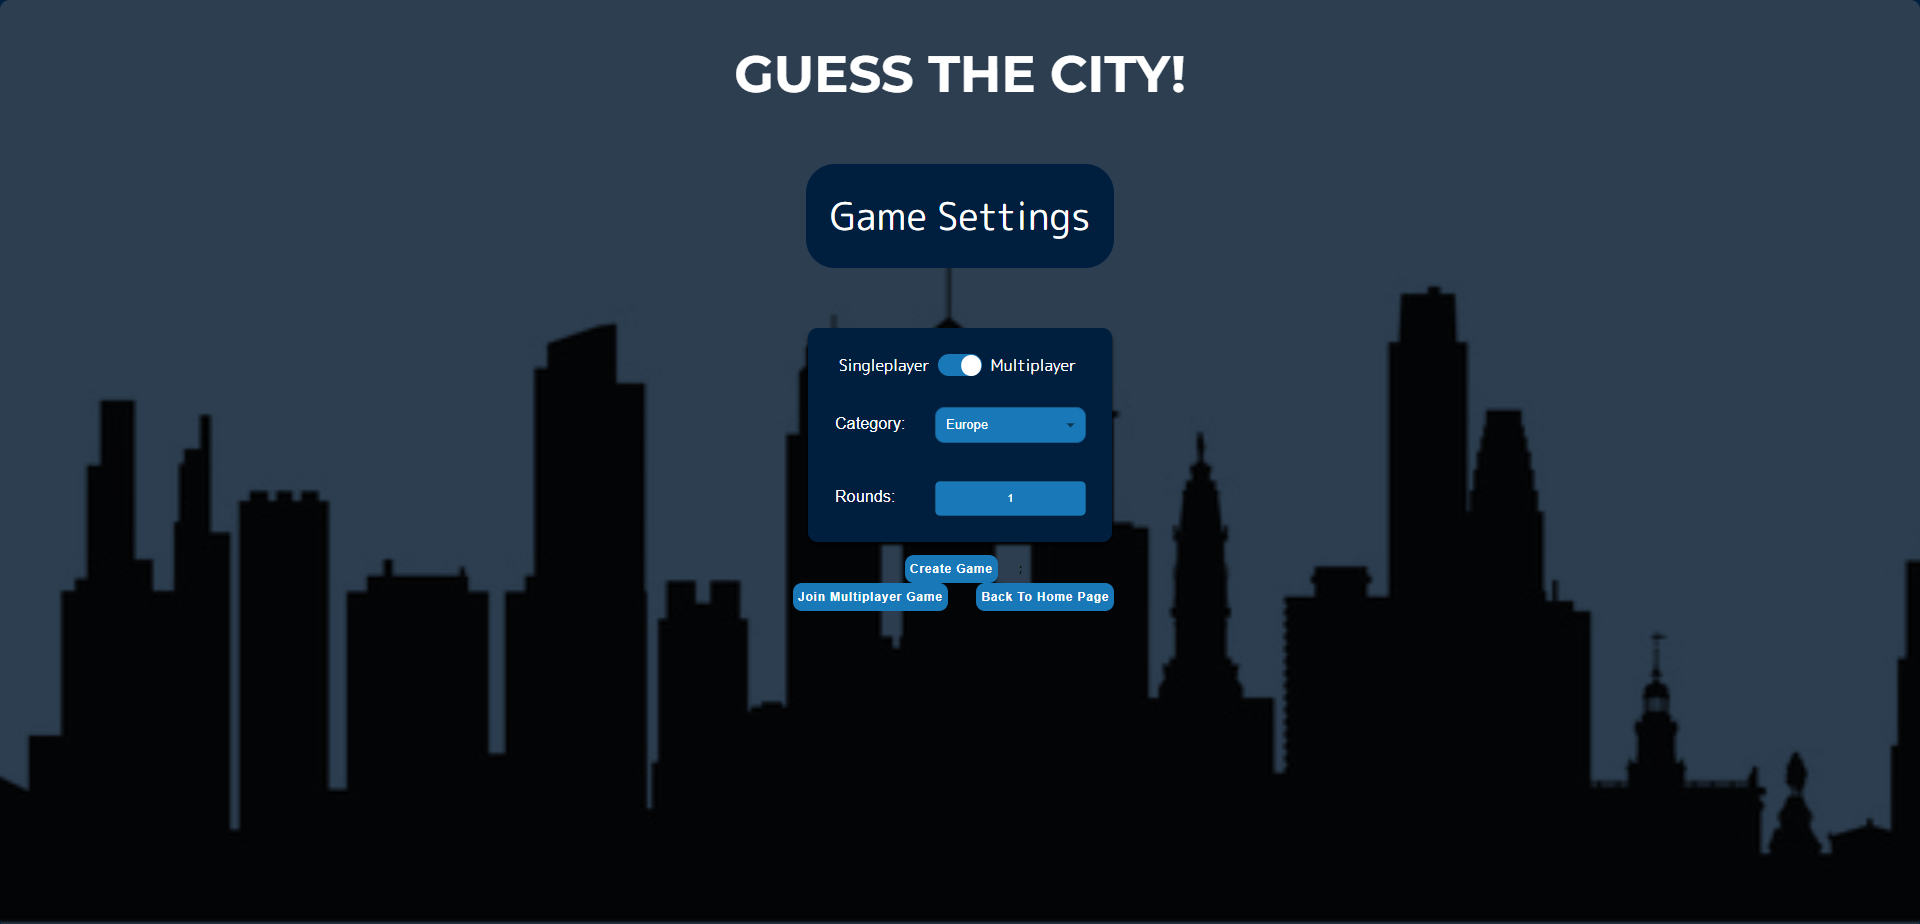 GUESS THE CITY!
Game Settings
Singleplayer Multiplayer
Category: Europe
Rounds: 1
Create Game ;
Join Multiplayer Game Back To Home Page